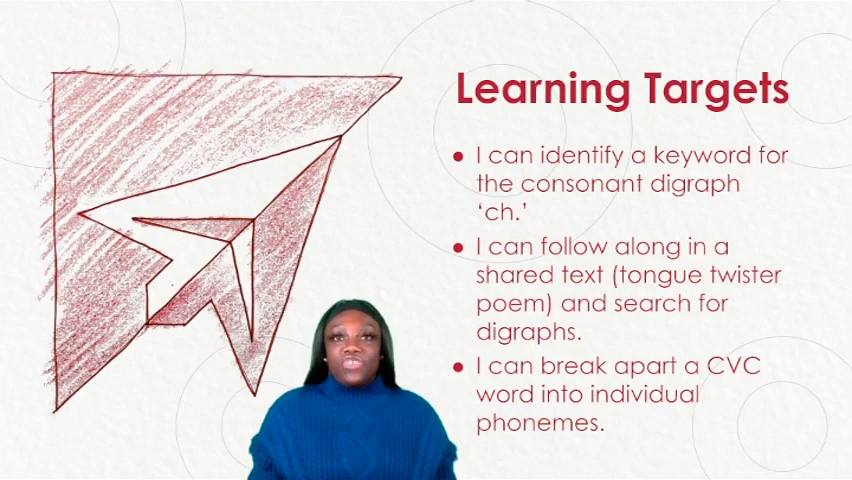 Learning Targets
● I can identify a keyword for
the consonant digraph
‘ch.’
● I can follow along in a
shared text (tongue twister
poem) and search for
digraphs.
● I can break apart a CVC
word into individual
phonemes.